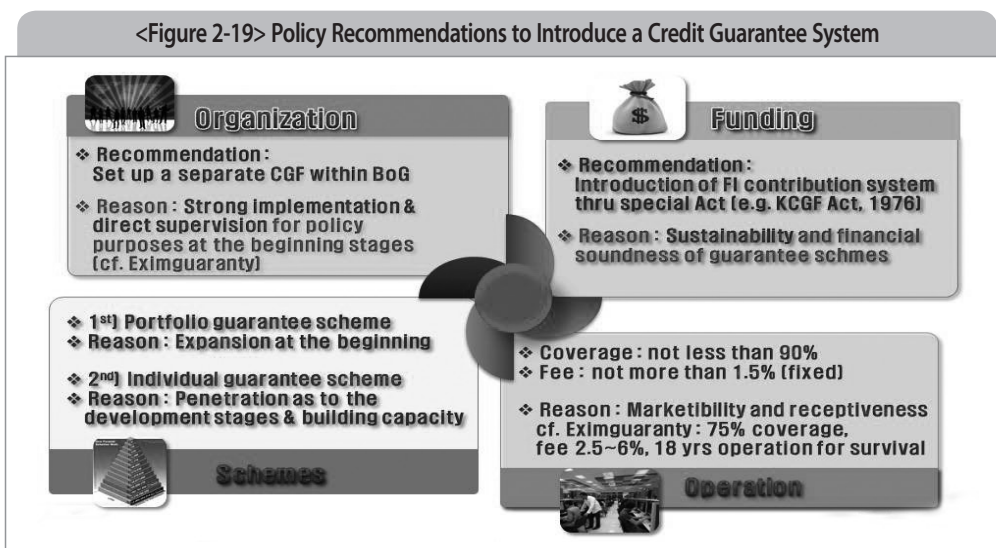 <Figure 2-19> Policy Recommendations to Introduce a Credit Guarantee System
Organization
❖ Recommendation :
Set up a separate CGF within BoG
❖ Reason : Strong implementation &
direct supervision for policy
purposes at the beginning stages
(cf. Eximguaranty)
Funding
❖ Recommendation :
Introduction of FI contribution system
thru special Act (e.g. KCGF Act, 1976)
❖ Reason : Sustainability and financial
soundness of guarantee schmes
❖ 1st) Portfolio guarantee scheme
❖ Reason : Expansion at the beginning
❖ 2nd) Individual guarantee scheme
❖ Reason : Penetration as to the
development stages & building capacity
Schemes
❖ Coverage : not less than 90%
❖ Fee : not more than 1.5% (fixed)
❖ Reason : Marketibility and receptiveness
cf. Eximguaranty : 75% coverage,
fee 2.5~6%, 18 yrs operation for survival
Operation